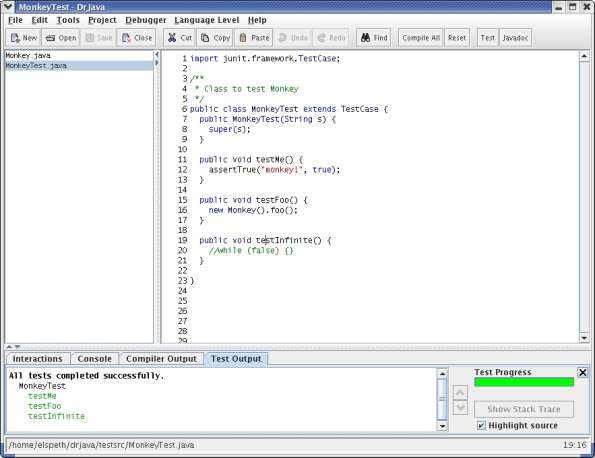 MonkeyTest - DrJava
File Edit Tools Project Debugger Language Level Help
New Open Save Close Cut Copy Paste Undo Redo Find Compile All Reset Test Javadoc
Monkey.java
MonkeyTest.java
1 import junit.framework.TestCase;
2
3 /**
4 * Class to test Monkey
5 */
6 public class MonkeyTest extends TestCase {
7 public MonkeyTest(String s) {
8 super(s);
9 }
10
11 public void testMe() {
12 assertTrue("monkey!", true);
13 }
14
15 public void testFoo() {
16 new Monkey().foo();
17 }
18
19 public void testInfinite() {
20 //while (false) {}
21 }
22
23 }
24
25
26
27
28
29
Interactions Console Compiler Output Test Output
All tests completed successfully.
MonkeyTest
testMe
testFoo
testInfinite
Test Progress
Show Stack Trace
Highlight source
/home/elspeth/drjava/testsrc/MonkeyTest.java 19:16